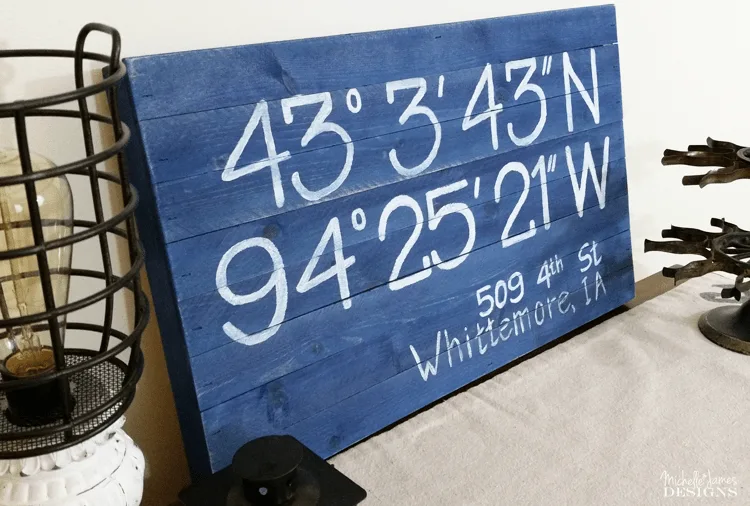 43° 3' 43" N
94° 25' 21" W
509 4th St
Whittemore, IA
Michelle James
DESIGNS